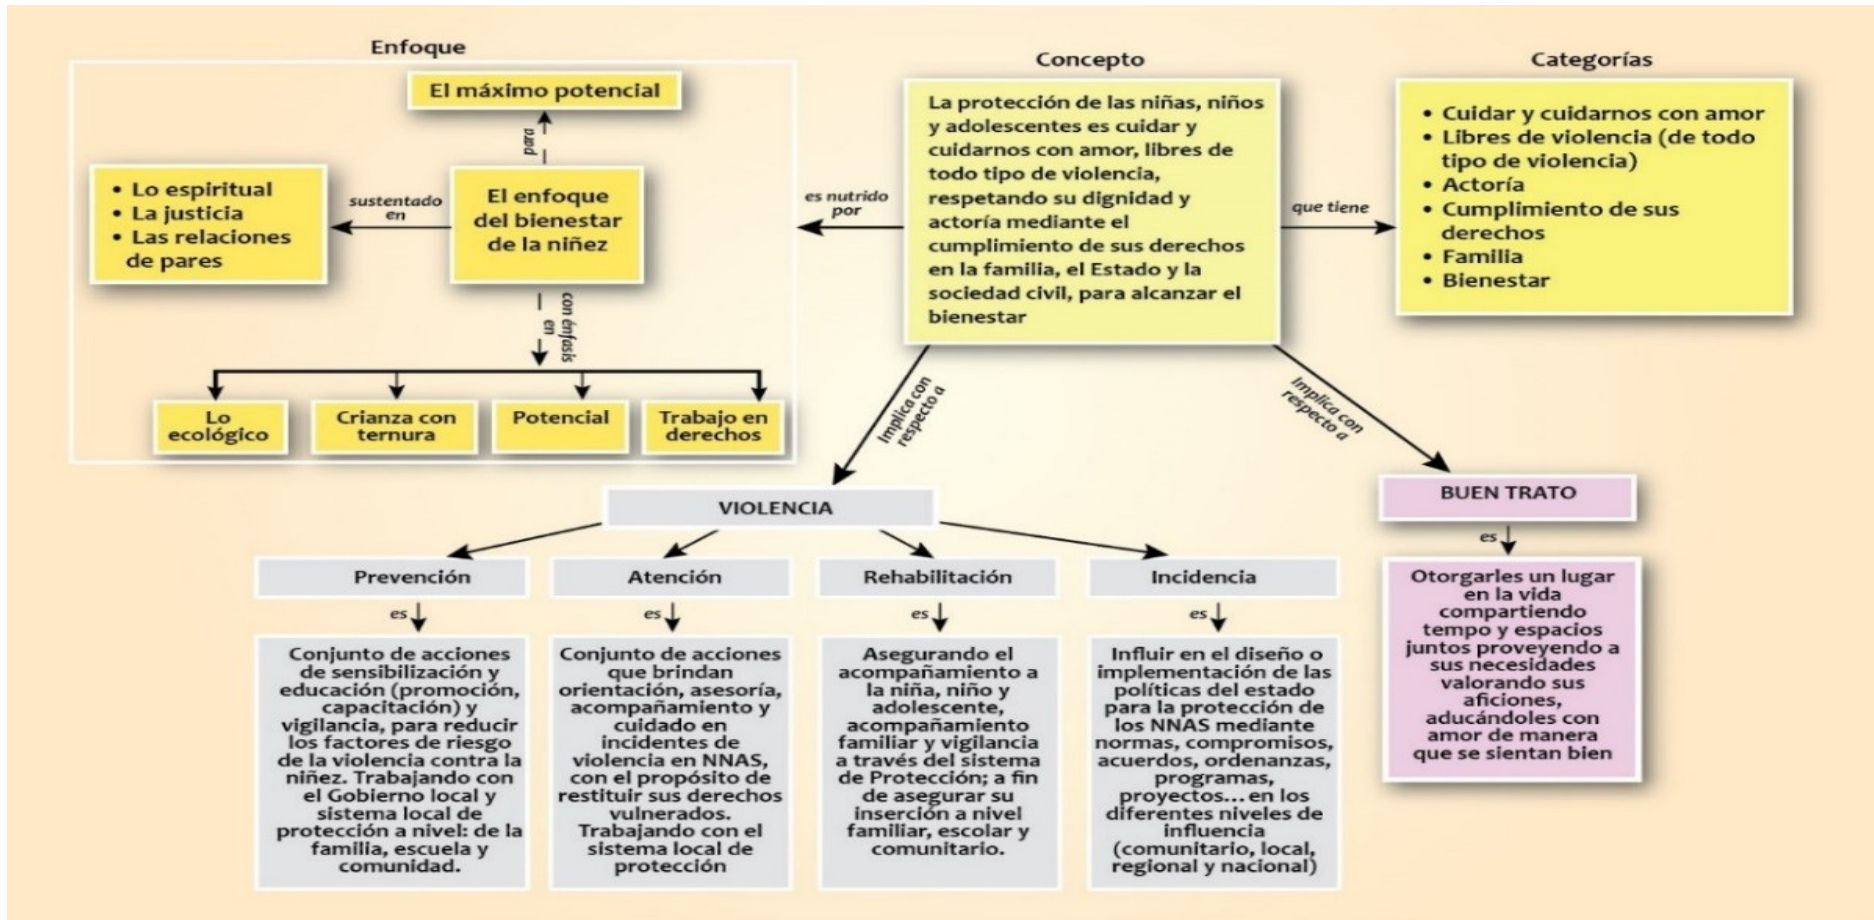 Enfoque
El máximo potencial
para
• Lo espiritual
• La justicia
• Las relaciones
de pares
sustentado
en
El enfoque
del bienestar
de la niñez
con énfasis
en
Lo
ecológico
Crianza con
ternura
Potencial
Trabajo en
derechos
es nutrido
por
Concepto
La protección de las niñas, niños
y adolescentes es cuidar y
cuidarnos con amor, libres de
todo tipo de violencia,
respetando su dignidad y
actoría mediante el
cumplimiento de sus derechos
en la familia, el Estado y la
sociedad civil, para alcanzar el
bienestar
que tiene
Categorías
• Cuidar y cuidarnos con amor
• Libres de violencia (de todo
tipo de violencia)
• Actoría
• Cumplimiento de sus
derechos
• Familia
• Bienestar
Implica con
respecto a
Implica con
respecto a
VIOLENCIA
Prevención
es
Conjunto de acciones
de sensibilización y
educación (promoción,
capacitación) y
vigilancia, para reducir
los factores de riesgo
de la violencia contra la
niñez. Trabajando con
el Gobierno local y
sistema local de
protección a nivel: de la
familia, escuela y
comunidad.
Atención
es
Conjunto de acciones
que brindan
orientación, asesoría,
acompañamiento y
cuidado en
incidentes de
violencia en NNAS,
con el propósito de
restituir sus derechos
vulnerados.
Trabajando con el
sistema local de
protección
Rehabilitación
es
Asegurando el
acompañamiento a
la niña, niño y
adolescente,
acompañamiento
familiar y vigilancia
a través del sistema
de Protección; a fin
de asegurar su
inserción a nivel
familiar, escolar y
comunitario.
Incidencia
es
Influir en el diseño o
implementación de las
políticas del estado
para la protección de
los NNAS mediante
normas, compromisos,
acuerdos, ordenanzas,
programas,
proyectos... en los
diferentes niveles de
influencia
(comunitario, local,
regional y nacional)
BUEN TRATO
es
Otorgarles un lugar
en la vida
compartiendo
tempo y espacios
juntos proveyendo a
sus necesidades
valorando sus
aficiones,
aducándoles con
amor de manera
que se sientan bien